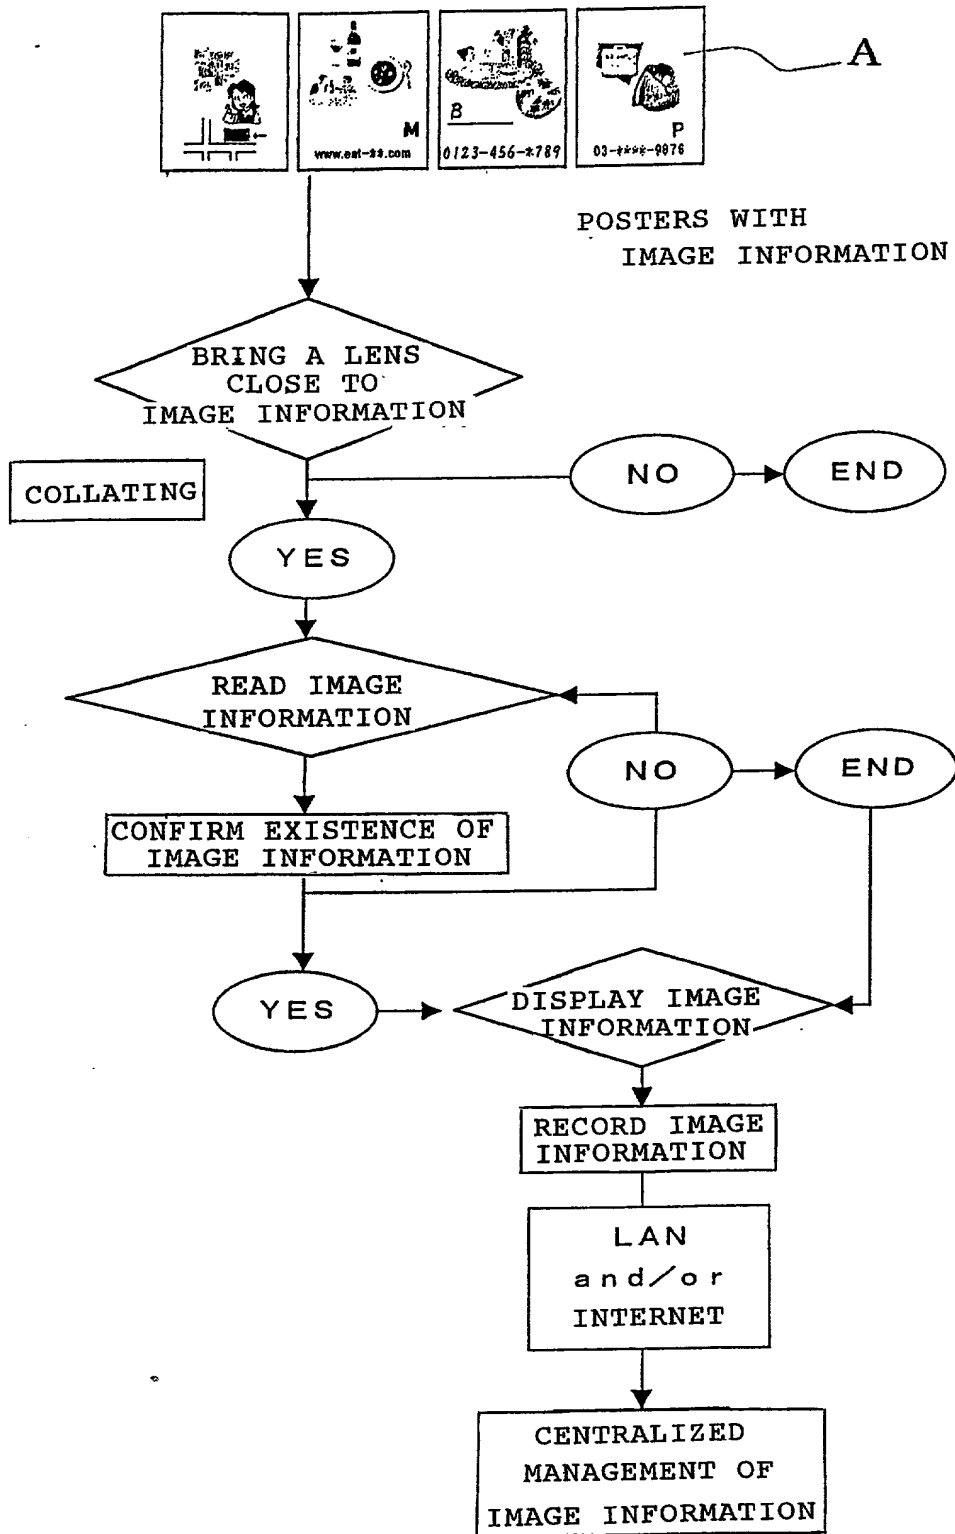 A
M
www.eat-**.com
B
0123-456-*789
P
03-****-9876
POSTERS WITH
IMAGE INFORMATION
BRING A LENS
CLOSE TO
IMAGE INFORMATION
COLLATING
NO
END
YES
READ IMAGE
INFORMATION
NO
END
CONFIRM EXISTENCE OF
IMAGE INFORMATION
YES
DISPLAY IMAGE
INFORMATION
RECORD IMAGE
INFORMATION
LAN
and/or
INTERNET
CENTRALIZED
MANAGEMENT OF
IMAGE INFORMATION